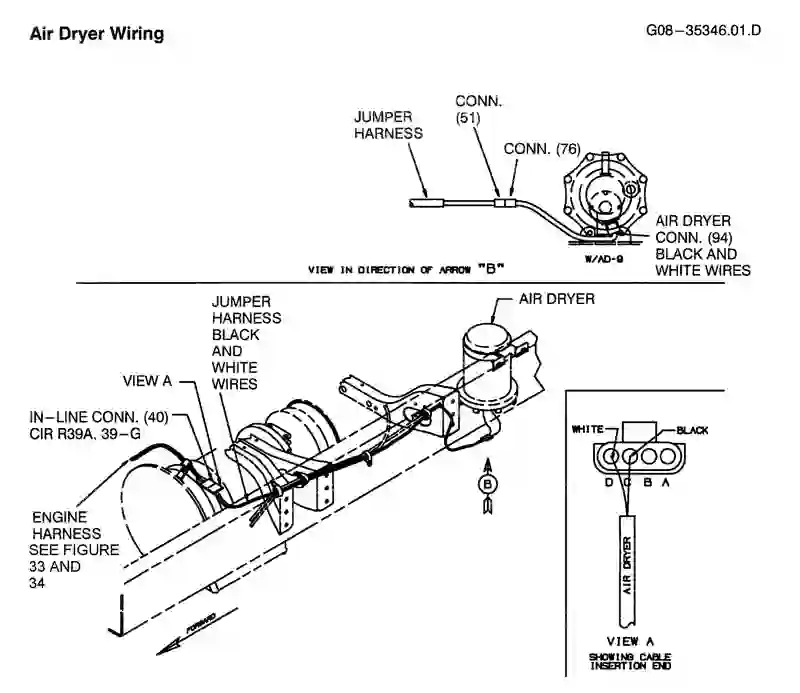 Air Dryer Wiring
G08-35346.01.D
CONN.
(51)
JUMPER
HARNESS
CONN. (76)
AIR DRYER
CONN. (94)
BLACK AND
WHITE WIRES
W/AD-9
VIEW IN DIRECTION OF ARROW "B"
JUMPER
HARNESS
BLACK
AND
WHITE
WIRES
AIR DRYER
VIEW A
IN-LINE CONN. (40)
CIR R39A, 39-G
ENGINE
HARNESS
SEE FIGURE
33 AND
34
B
FORWARD
WHITE
BLACK
D C B A
AIR DRYER
VIEW A
SHOWING CABLE
INSERTION END